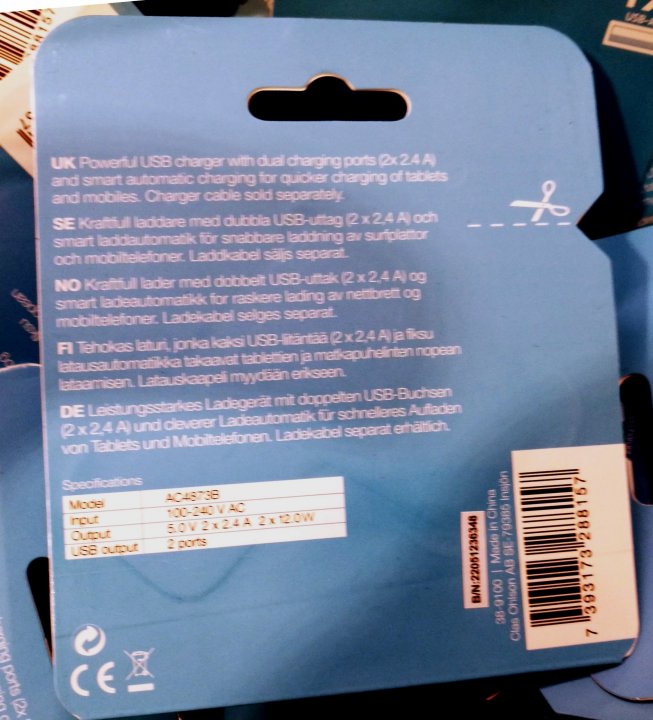 UK Powerful USB charger with dual charging ports (2x 2.4 A)
and smart automatic charging for quicker charging of tablets
and mobiles. Charger cable sold separately.
SE Kraftfull laddare med dubbla USB-uttag (2 x 2,4 A) och
smart laddautomatik för snabbare laddning av surfplattor
och mobiltelefoner. Laddkabel säljs separat.
NO Kraftfull lader med dobbelt USB-uttak (2 x 2,4 A) og
smart ladeautomatikk for raskere lading av nettbrett og
mobiltelefoner. Ladekabel selges separat.
FI Tehokas laturi, jonka kaksi USB-liitäntää (2 x 2,4 A) ja fiksu
latausautomatiikka takaavat tablettien ja matkapuhelinten nopean
lataamisen. Latauskaapeli myydään erikseen.
DE Leistungsstarkes Ladegerät mit doppelten USB-Buchsen
(2 x 2,4 A) und cleverer Ladeautomatik für schnelleres Aufladen
von Tablets und Mobiltelefonen. Ladekabel separat erhältlich.
Specifications
Model AC4873B
Input 100-240 V AC
Output 5.0 V 2 x 2.4 A 2 x 12.0W
USB output 2 ports
B/N:22051236348
38-9100 | Made in China
Clas Ohlson AB SE-79385 Insjön
7 393173 288157
CE